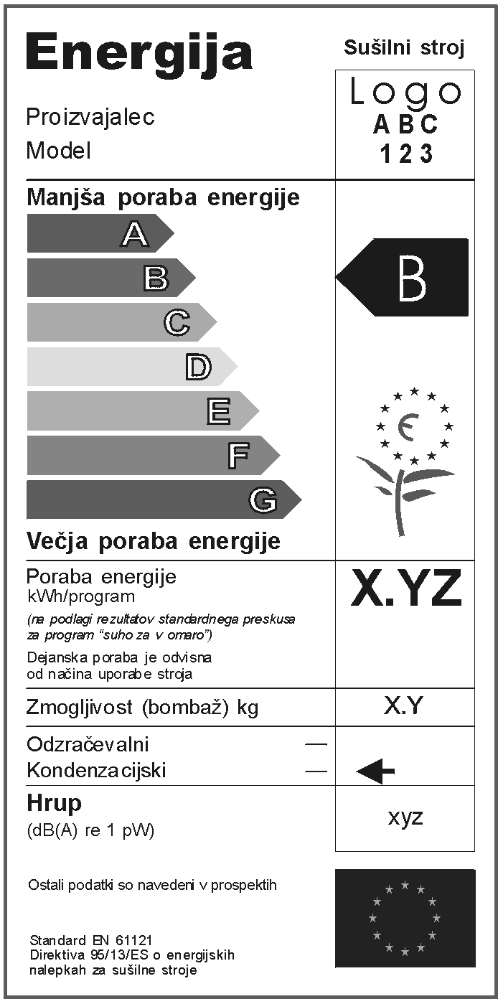 Energija
Sušilni stroj
Logo
ABC
123
Proizvajalec
Model
Manjša poraba energije
A
B
C
D
E
F
G
B
Večja poraba energije
Poraba energije
kWh/program
(na podlagi rezultatov standardnega preskusa
za program “suho za v omaro”)
Dejanska poraba je odvisna
od načina uporabe stroja
X.YZ
Zmogljivost (bombaž) kg
X.Y
Odzračevalni —
Kondenzacijski —
Hrup
(dB(A) re 1 pW)
xyz
Ostali podatki so navedeni v prospektih
Standard EN 61121
Direktiva 95/13/ES o energijskih
nalepkah za sušilne stroje